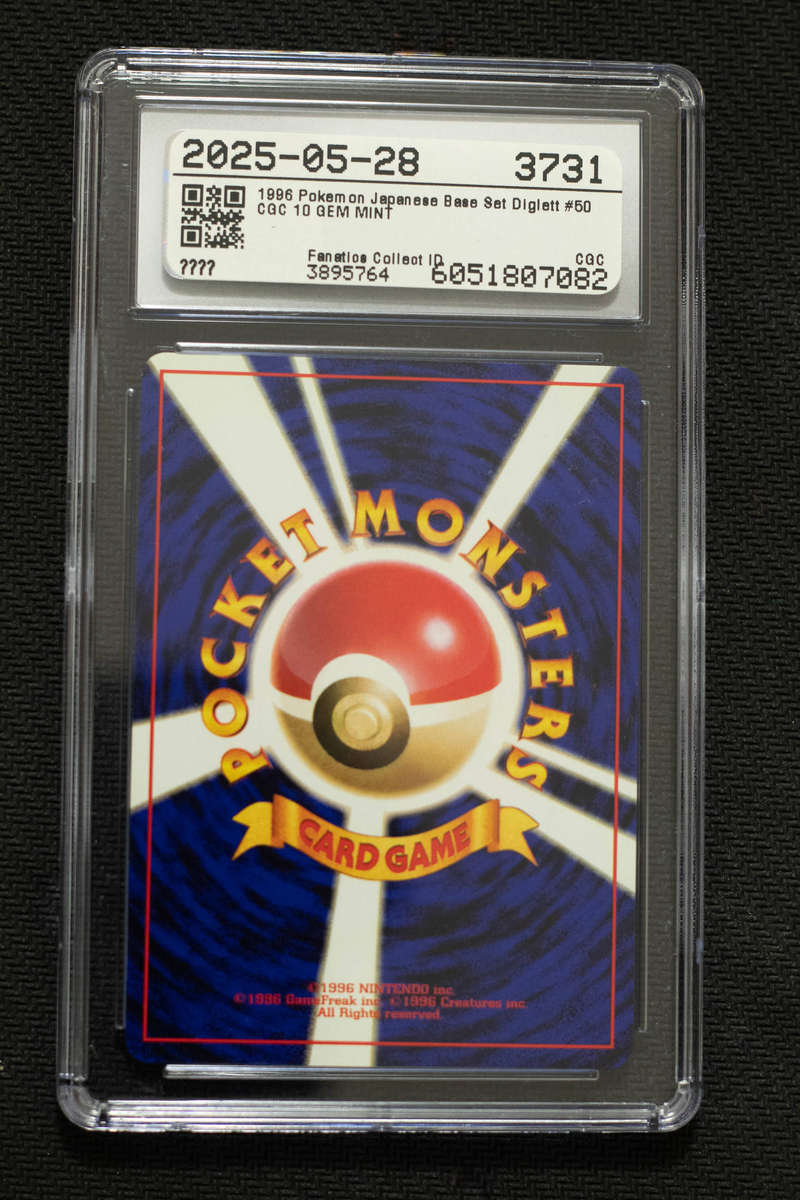 2025-05-28 3731
1996 Pokemon Japanese Base Set Diglett #50
CGC 10 GEM MINT
Fanatics Collect ID CGC
???? 3895764 6051807082
POCKET MONSTERS
CARD GAME
©1996 NINTENDO inc.
©1996 GameFreak inc. ©1996 Creatures inc.
All Rights reserved.